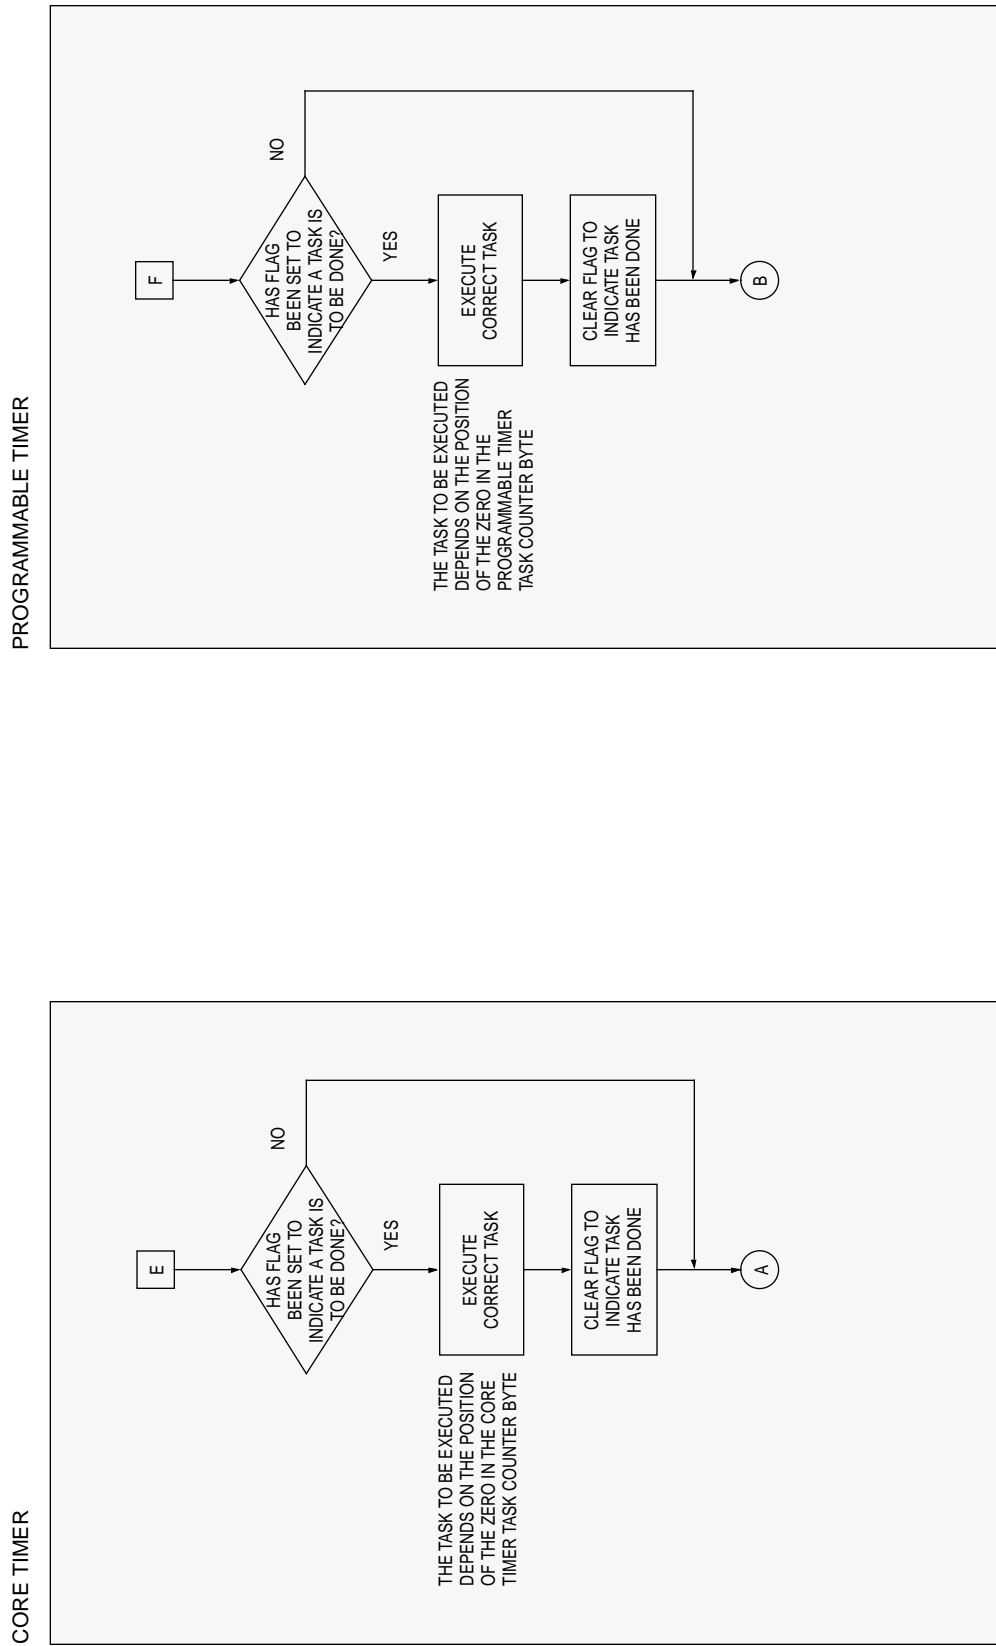 CORE TIMER
E
HAS FLAG
BEEN SET TO
INDICATE A TASK IS
TO BE DONE?
NO
YES
THE TASK TO BE EXECUTED
DEPENDS ON THE POSITION
OF THE ZERO IN THE CORE
TIMER TASK COUNTER BYTE
EXECUTE
CORRECT TASK
CLEAR FLAG TO
INDICATE TASK
HAS BEEN DONE
A
PROGRAMMABLE TIMER
F
HAS FLAG
BEEN SET TO
INDICATE A TASK IS
TO BE DONE?
NO
YES
THE TASK TO BE EXECUTED
DEPENDS ON THE POSITION
OF THE ZERO IN THE
PROGRAMMABLE TIMER
TASK COUNTER BYTE
EXECUTE
CORRECT TASK
CLEAR FLAG TO
INDICATE TASK
HAS BEEN DONE
B